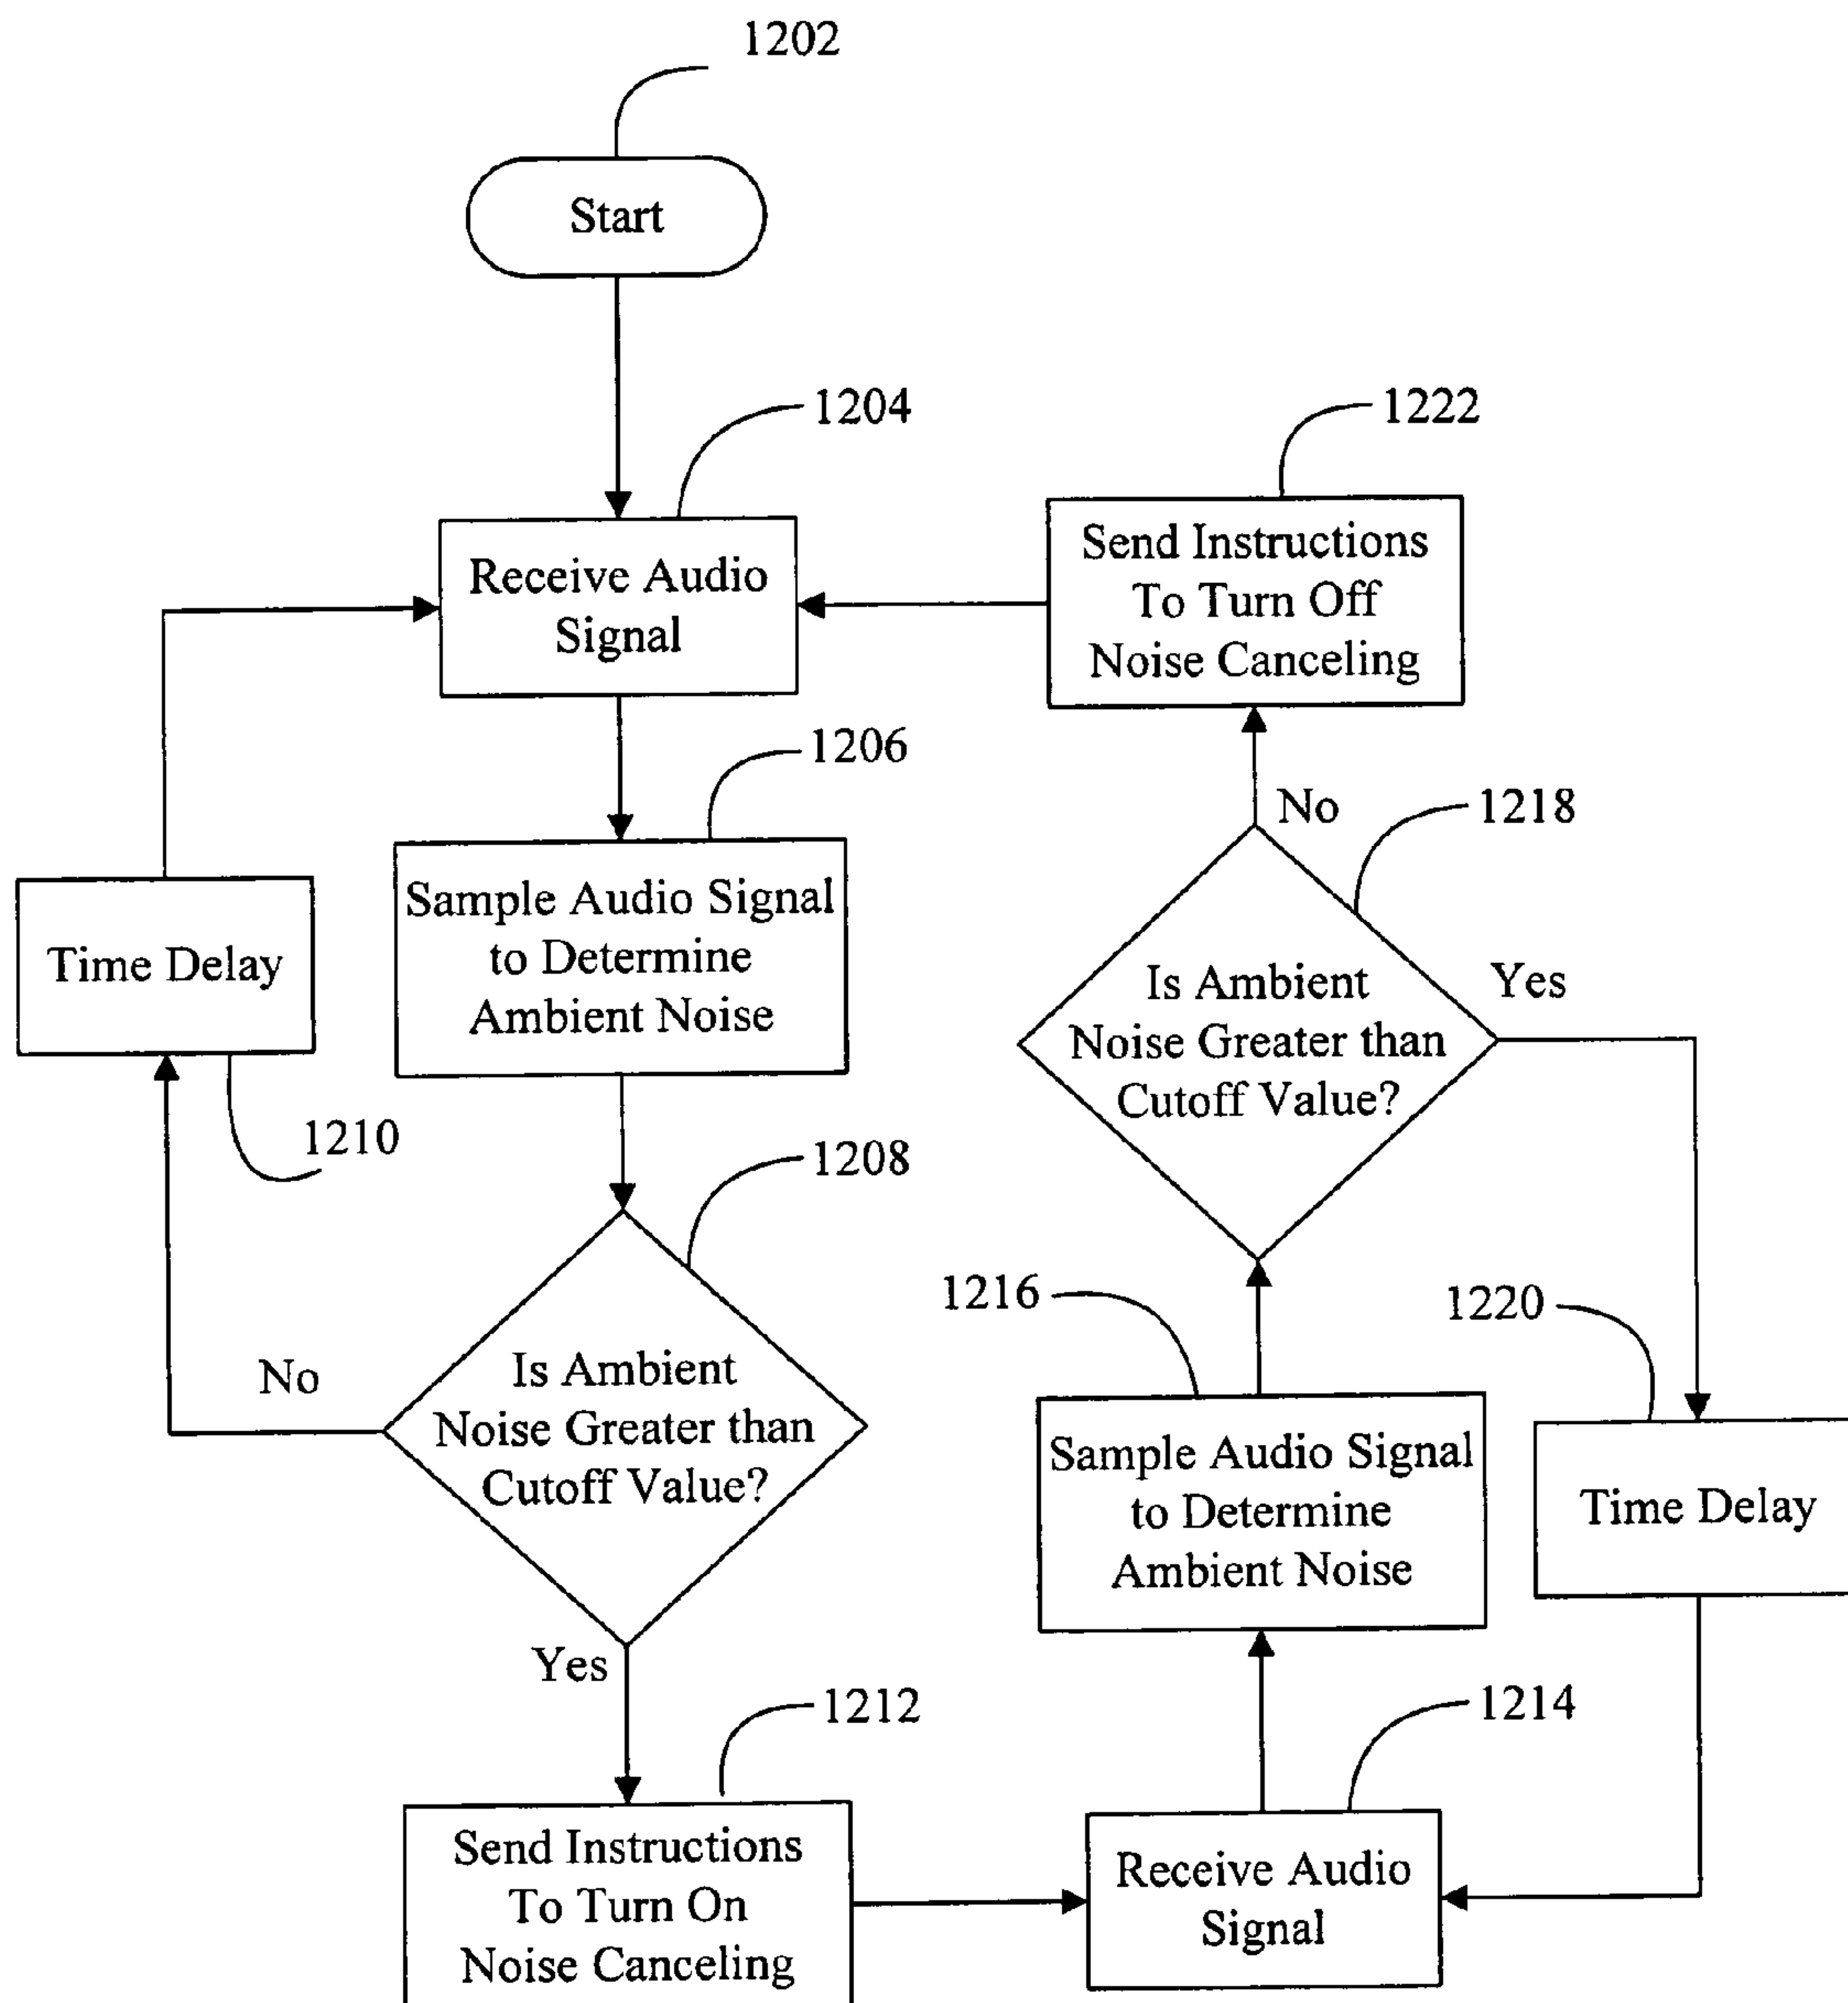 1202
Start
1204
Receive Audio
Signal
1222
Send Instructions
To Turn Off
Noise Canceling
1206
Sample Audio Signal
to Determine
Ambient Noise
Time Delay
1210
No
1218
Is Ambient
Noise Greater than
Cutoff Value?
Yes
1208
Is Ambient
Noise Greater than
Cutoff Value?
No
Yes
1216
Sample Audio Signal
to Determine
Ambient Noise
1220
Time Delay
1212
Send Instructions
To Turn On
Noise Canceling
1214
Receive Audio
Signal